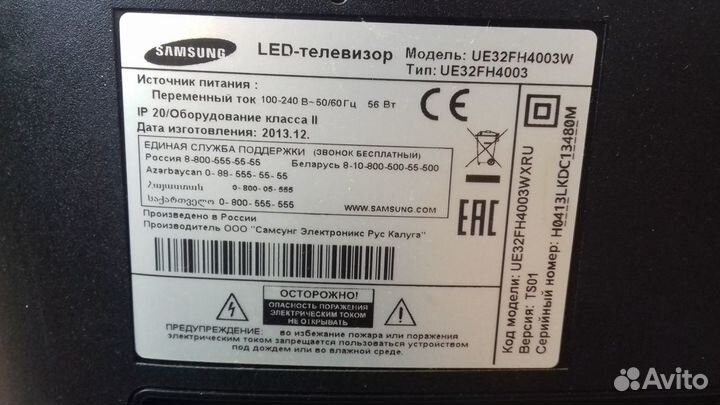 SAMSUNG LED-телевизор Модель: UE32FH4003W
Тип: UE32FH4003
Источник питания :
Переменный ток 100-240 В~50/60Гц 56 Вт
IP 20/Оборудование класса II
Дата изготовления: 2013.12.
ЕДИНАЯ СЛУЖБА ПОДДЕРЖКИ (ЗВОНОК БЕСПЛАТНЫЙ)
Россия 8-800-555-55-55 Беларусь 8-10-800-500-55-500
Azərbaycan 0-88-555-55-55
Հայաստան 0-800-05-555
საქართველო 0-800-555-555
WWW.SAMSUNG.COM
Произведено в России
Производитель ООО "Самсунг Электроникс Рус Калуга"
CE
EAC
ОСТОРОЖНО!
ОПАСНОСТЬ ПОРАЖЕНИЯ
ЭЛЕКТРИЧЕСКИМ ТОКОМ
НЕ ОТКРЫВАТЬ
ПРЕДУПРЕЖДЕНИЕ: во избежание пожара или поражения
электрическим током запрещается пользоваться устройством
под дождем или во влажной среде.
Код модели: UE32FH4003WXRU
Версия: TS01
Серийный номер: H0413LKDC13480M
Avito